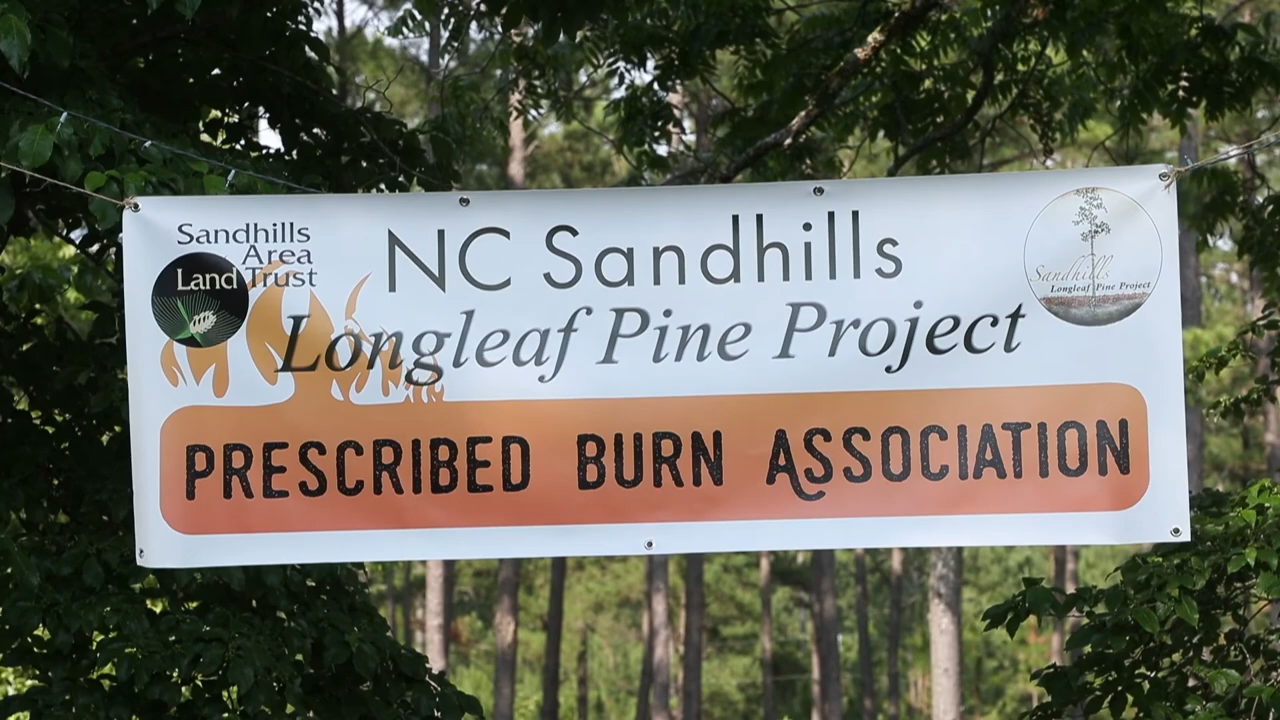 Sandhills
Area
Land Trust
NC Sandhills
Longleaf Pine Project
PRESCRIBED BURN ASSOCIATION
Sandhills
Longleaf Pine Project